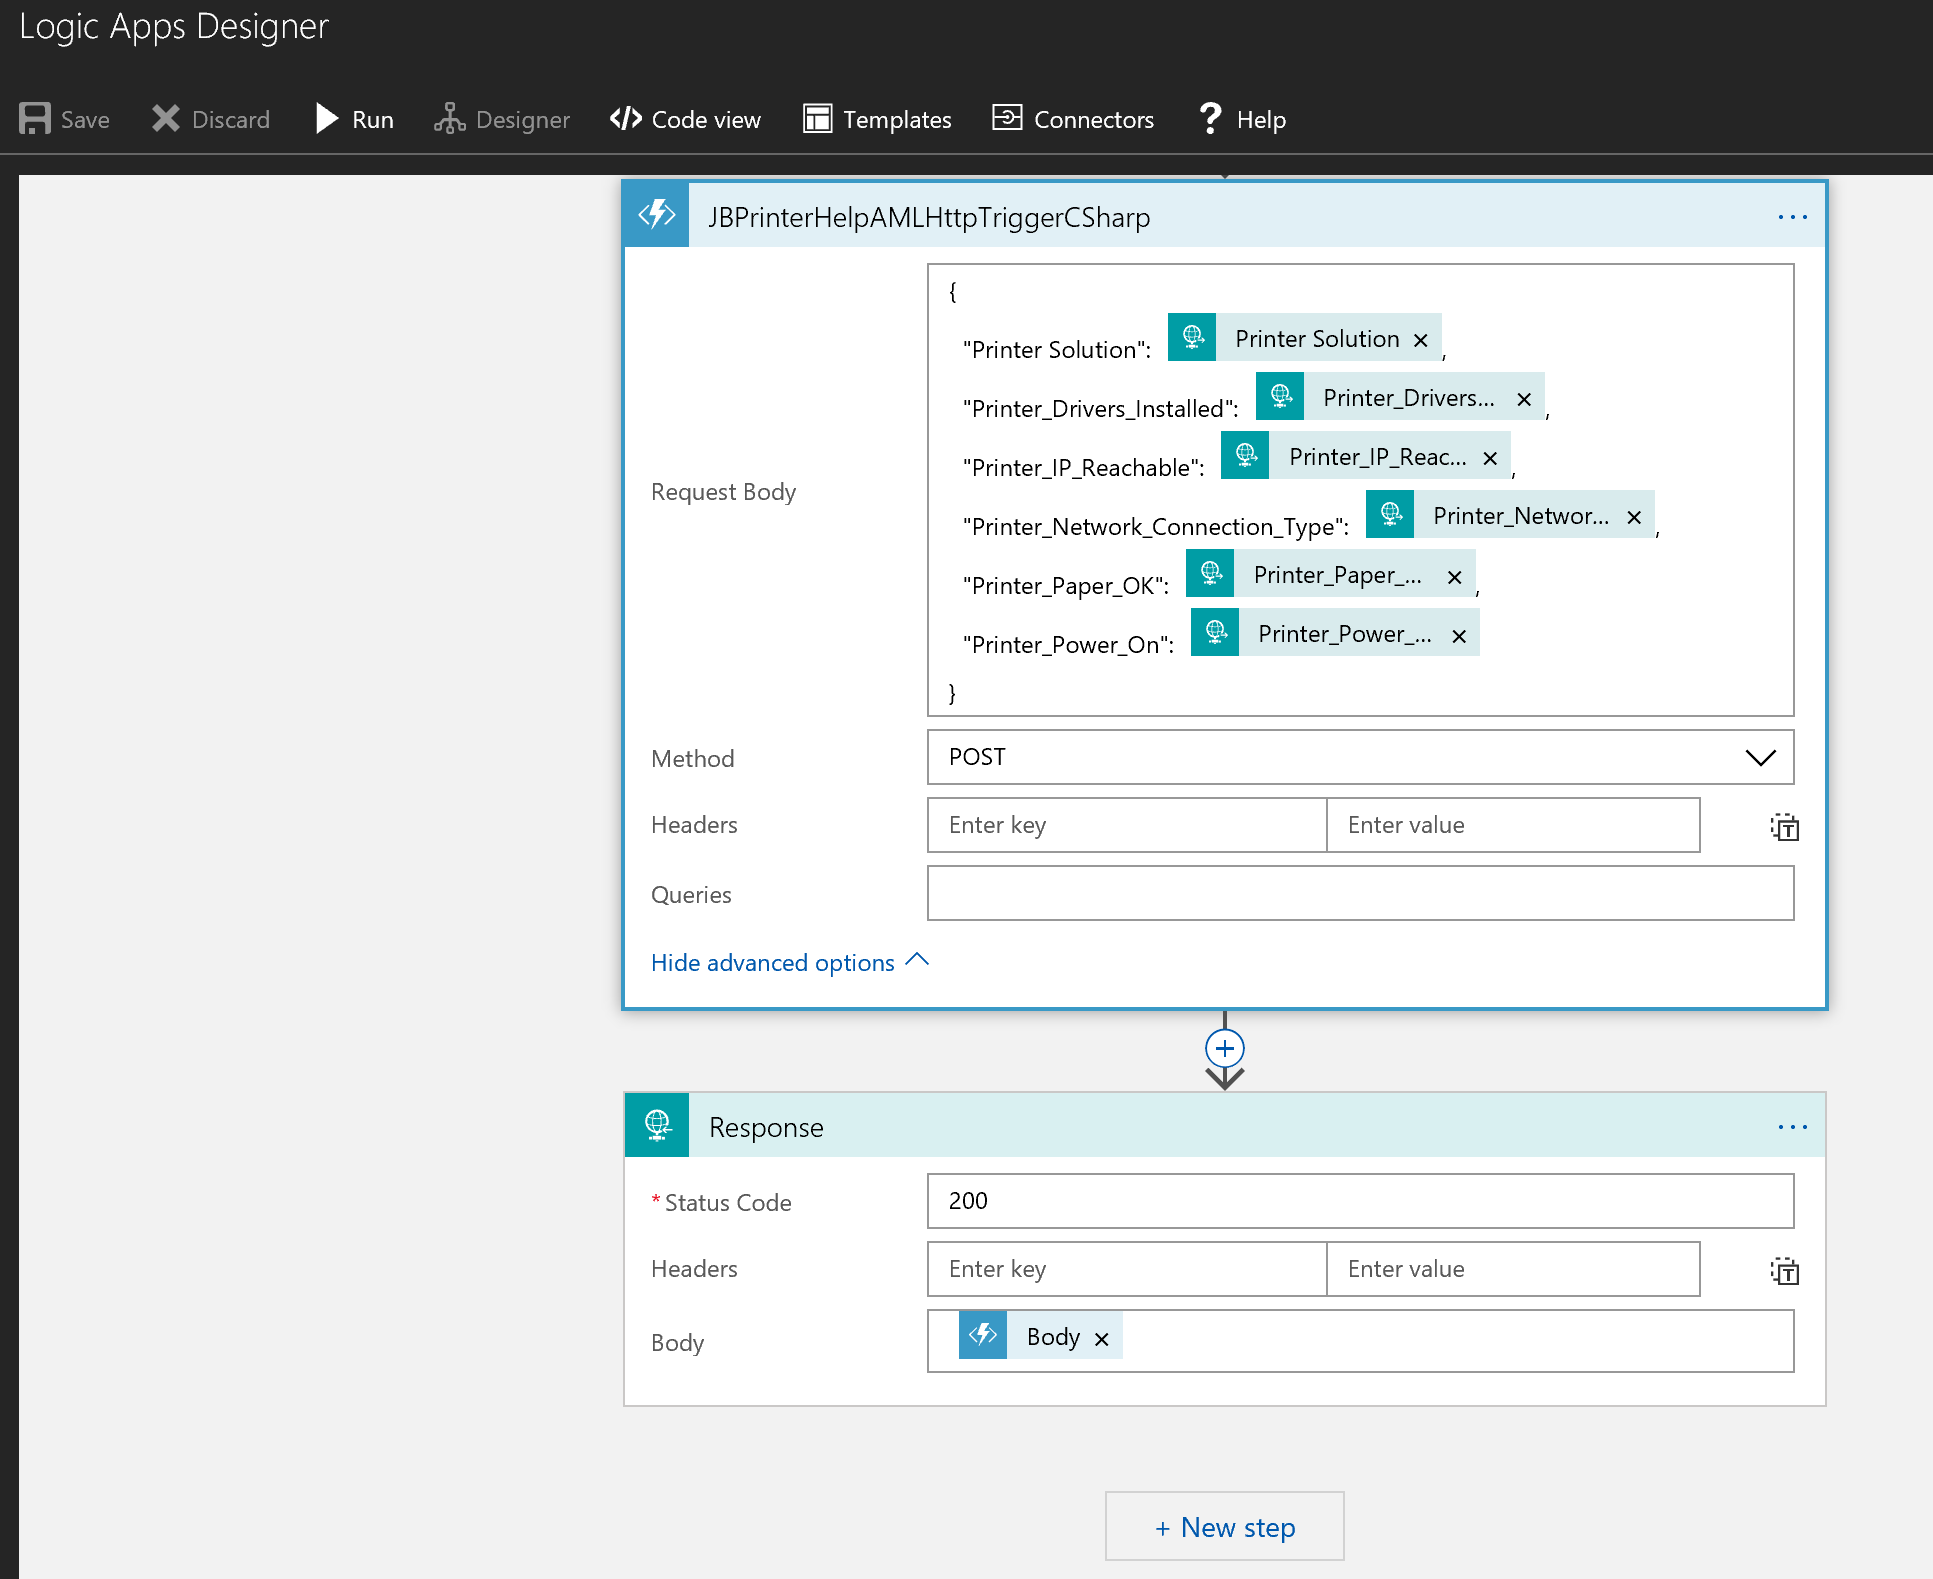 Logic Apps Designer
Save Discard Run Designer Code view Templates Connectors Help
JBPrinterHelpAMLHttpTriggerCSharp ...
Request Body
{
"Printer Solution": Printer Solution ×,
"Printer_Drivers_Installed": Printer_Drivers... ×,
"Printer_IP_Reachable": Printer_IP_Reac... ×,
"Printer_Network_Connection_Type": Printer_Networ... ×,
"Printer_Paper_OK": Printer_Paper_... ×,
"Printer_Power_On": Printer_Power_... ×
}
Method POST
Headers Enter key Enter value
Queries
Hide advanced options
Response ...
* Status Code 200
Headers Enter key Enter value
Body Body ×
+ New step